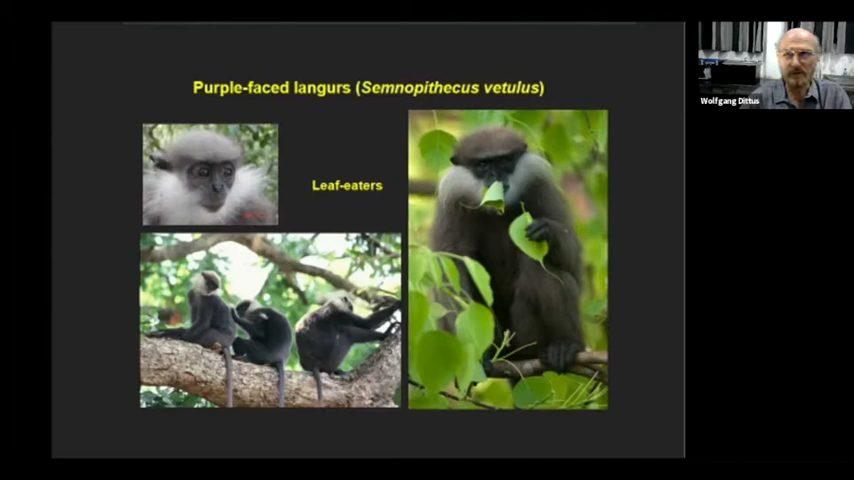 Purple-faced langurs (Semnopithecus vetulus)
Leaf-eaters
Wolfgang Dittus